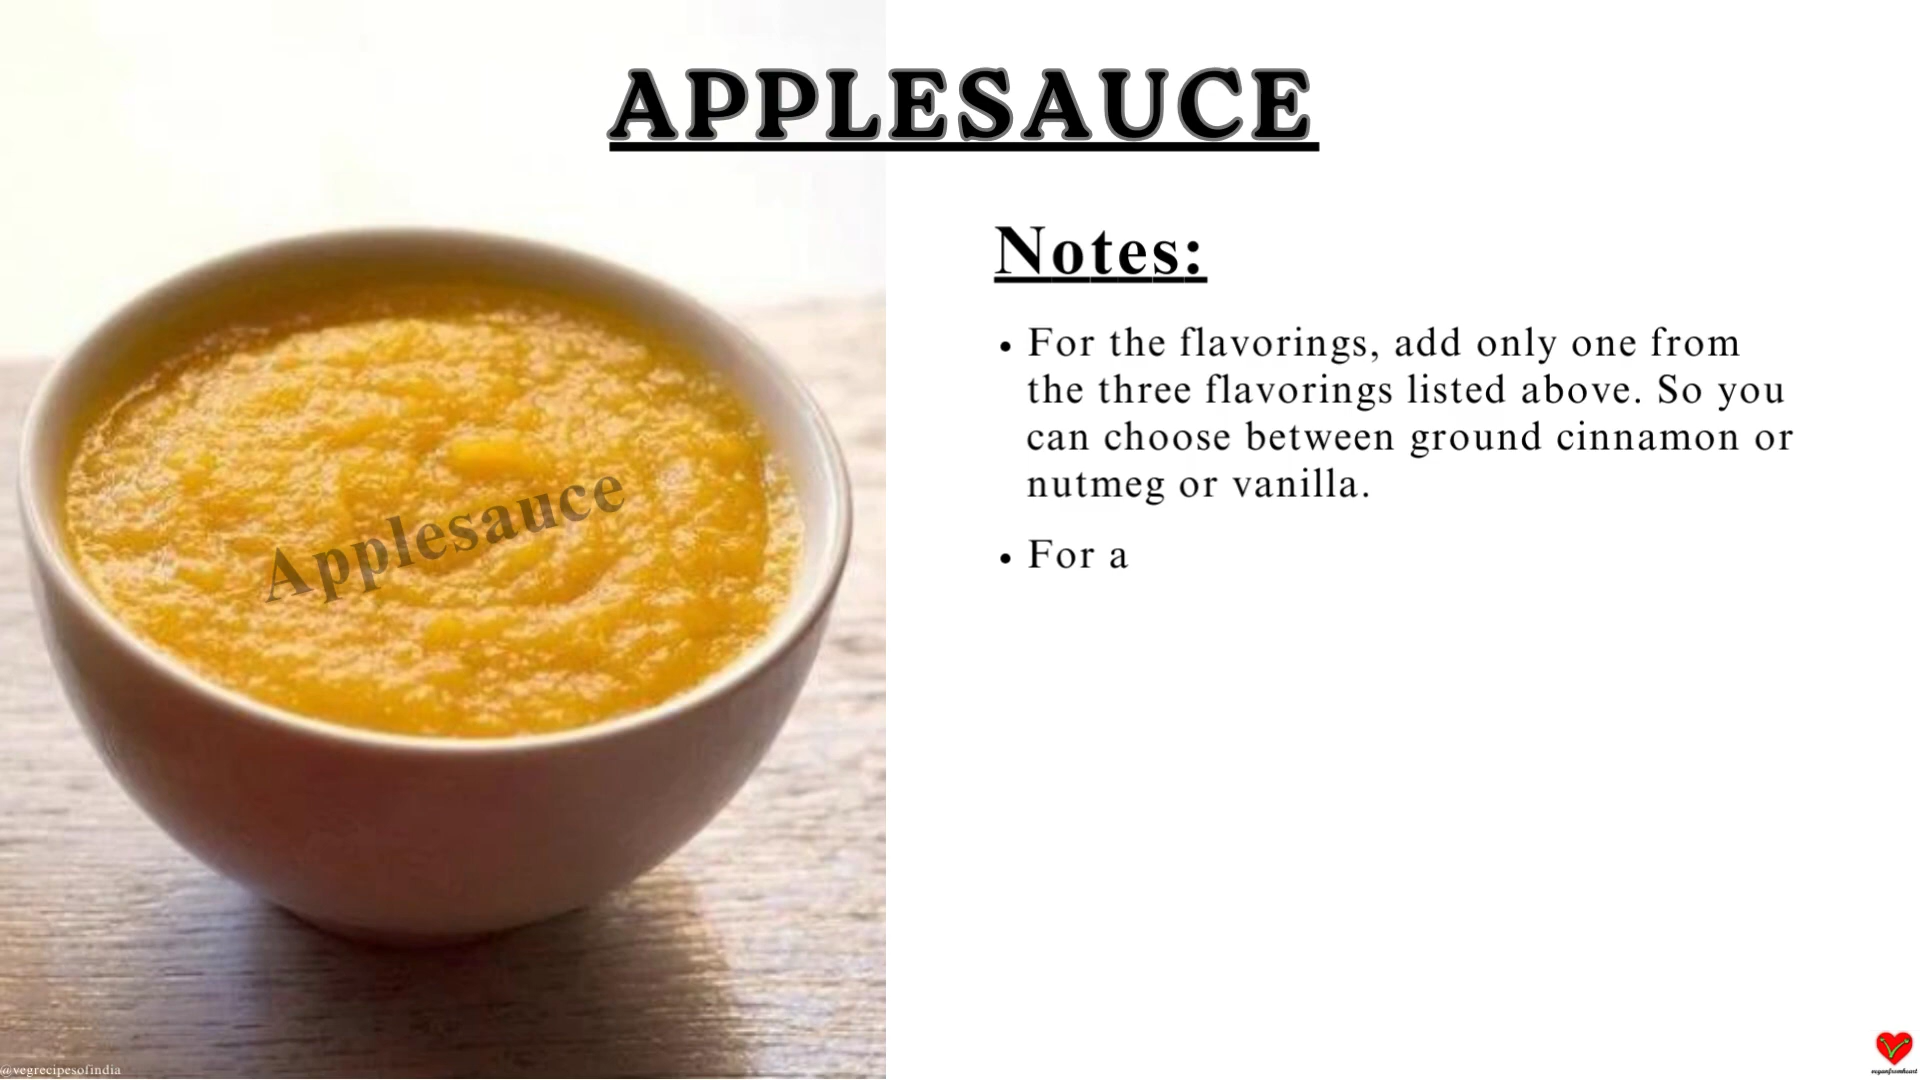 APPLESAUCE
Notes:
• For the flavorings, add only one from
the three flavorings listed above. So you
can choose between ground cinnamon or
nutmeg or vanilla.
• For a
Applesauce
@vegrecipesofindia
veganfromheart